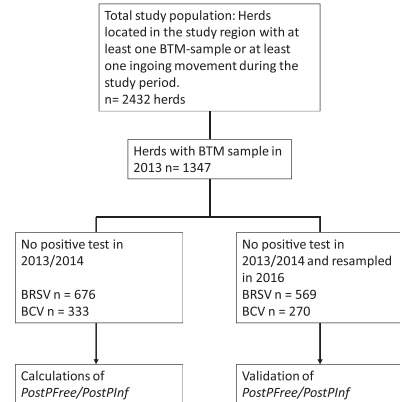 Total study population: Herds
located in the study region with at
least one BTM-sample or at least
one ingoing movement during the
study period.
n= 2432 herds
Herds with BTM sample in
2013 n= 1347
No positive test in
2013/2014
BRSV n = 676
BCV n = 333
No positive test in
2013/2014 and resampled
in 2016
BRSV n = 569
BCV n = 270
Calculations of
PostPFree/PostPInf
Validation of
PostPFree/PostPInf